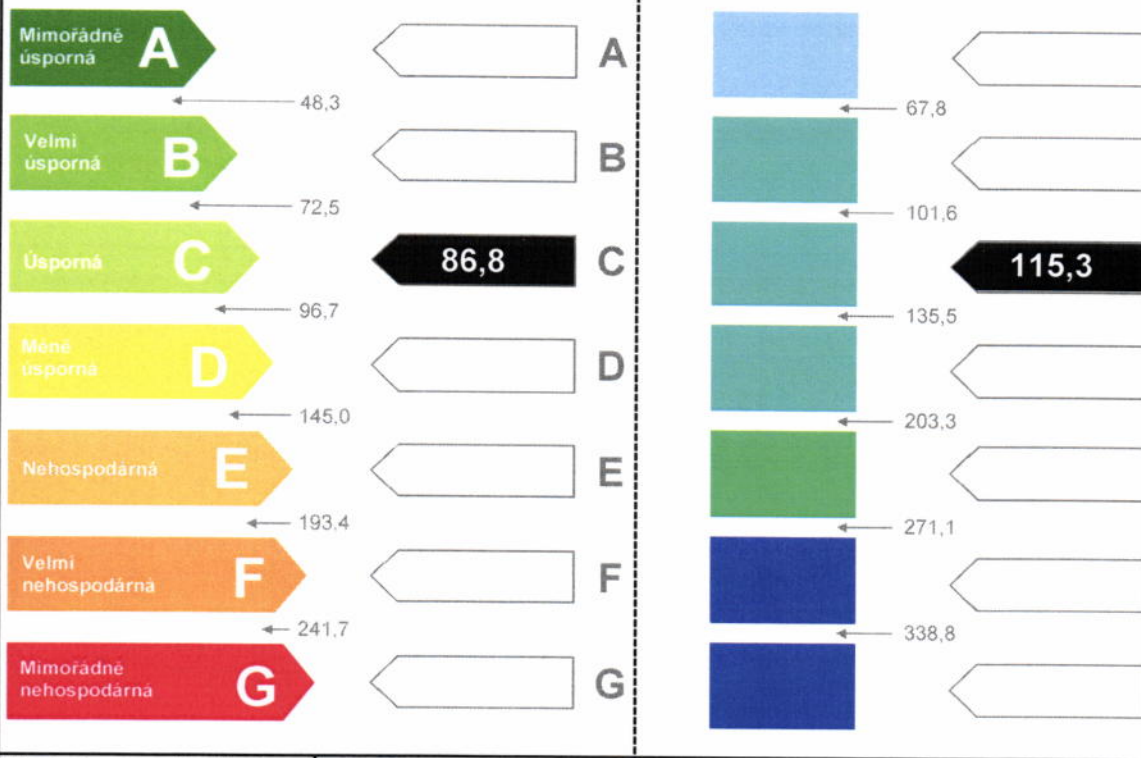 Mimořádně
úsporná
A
A
48,3
67,8
Velmi
úsporná
B
B
72,5
101,6
Úsporná
C
86,8
C
115,3
96,7
135,5
Méně
úsporná
D
D
145,0
203,3
Nehospodárná
E
E
193,4
271,1
Velmi
nehospodárná
F
F
241,7
338,8
Mimořádně
nehospodárná
G
G